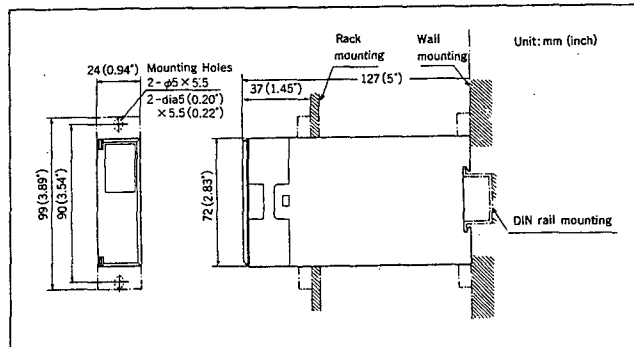 24 (0.94")
Mounting Holes
2-φ5×5.5
2-dia5(0.20")
×5.5(0.22")
Rack
mounting
Wall
mounting
Unit: mm (inch)
127 (5")
37 (1.45")
99 (3.89")
90 (3.54")
72 (2.83")
DIN rail mounting